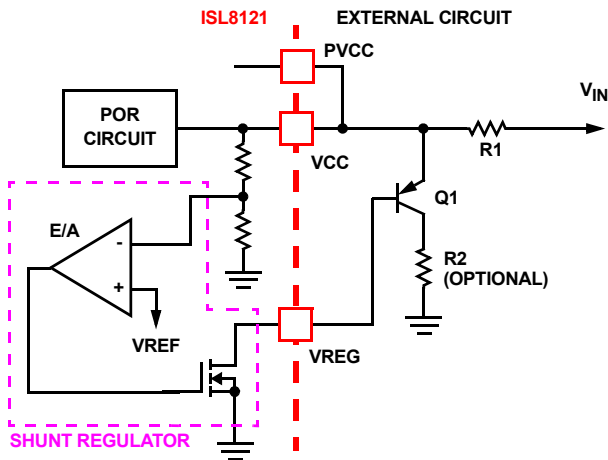 ISL8121
EXTERNAL CIRCUIT
PVCC
VIN
POR
CIRCUIT
VCC
R1
Q1
E/A
-
+
R2
(OPTIONAL)
VREF
VREG
SHUNT REGULATOR